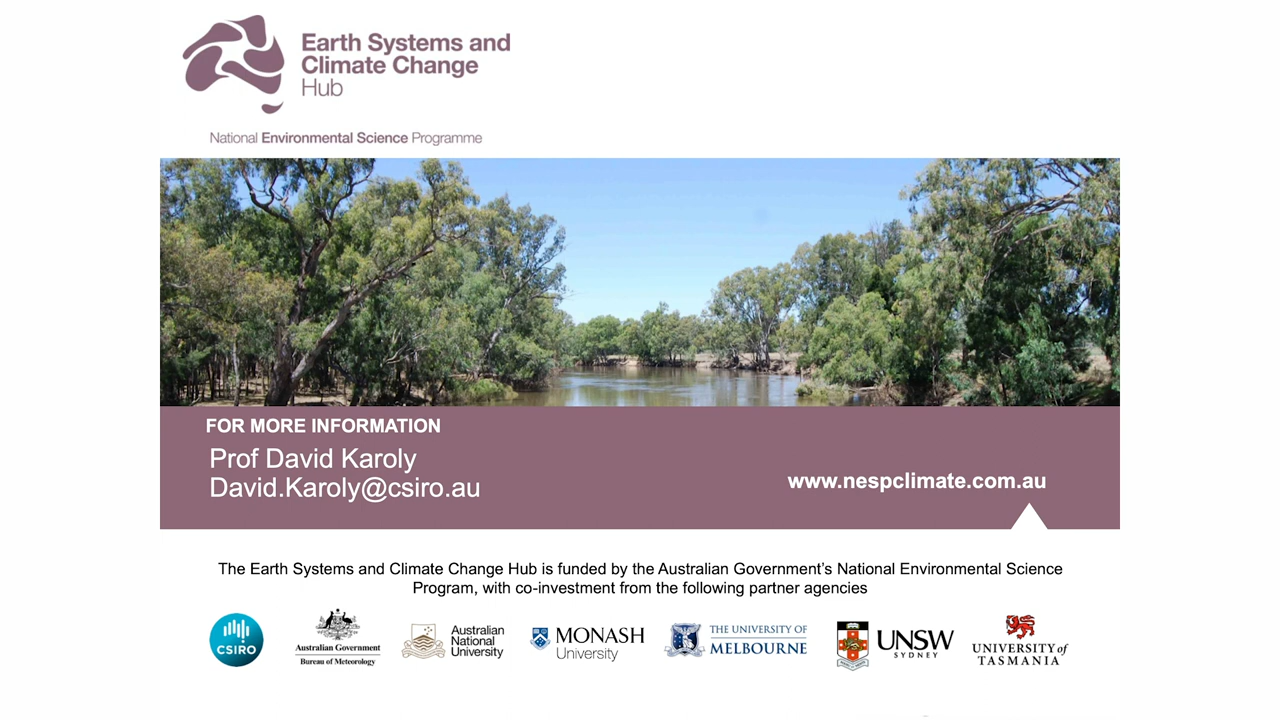 Earth Systems and
Climate Change
Hub
National Environmental Science Programme
FOR MORE INFORMATION
Prof David Karoly
David.Karoly@csiro.au
www.nespclimate.com.au
The Earth Systems and Climate Change Hub is funded by the Australian Government’s National Environmental Science
Program, with co-investment from the following partner agencies
CSIRO
Australian Government
Bureau of Meteorology
Australian
National
University
MONASH
University
THE UNIVERSITY OF
MELBOURNE
UNSW
SYDNEY
UNIVERSITY of
TASMANIA